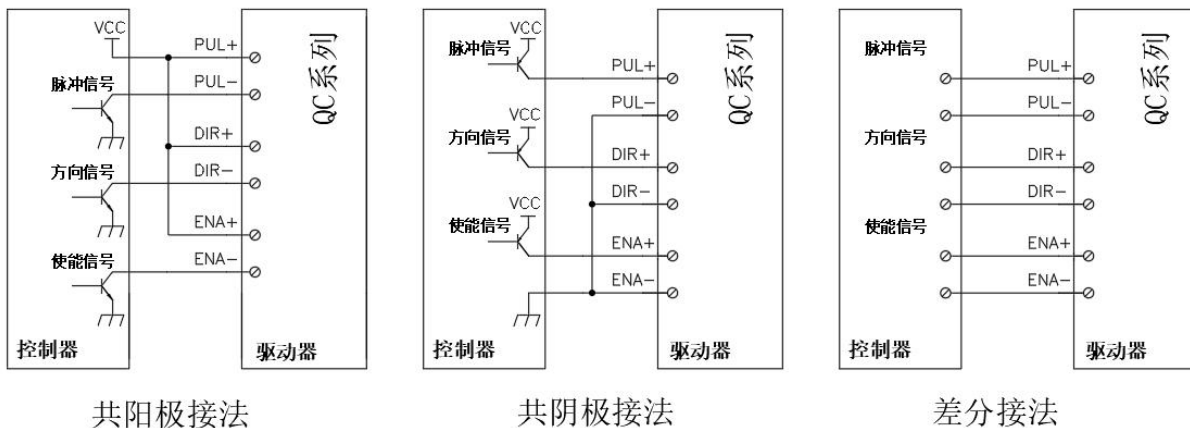 VCC
PUL+
PUL-
脉冲信号
DIR+
DIR-
方向信号
ENA+
ENA-
使能信号
QC系列
控制器
驱动器
共阳极接法
VCC
脉冲信号
PUL+
PUL-
VCC
方向信号
DIR+
DIR-
VCC
使能信号
ENA+
ENA-
QC系列
控制器
驱动器
共阴极接法
脉冲信号
PUL+
PUL-
方向信号
DIR+
DIR-
使能信号
ENA+
ENA-
QC系列
控制器
驱动器
差分接法